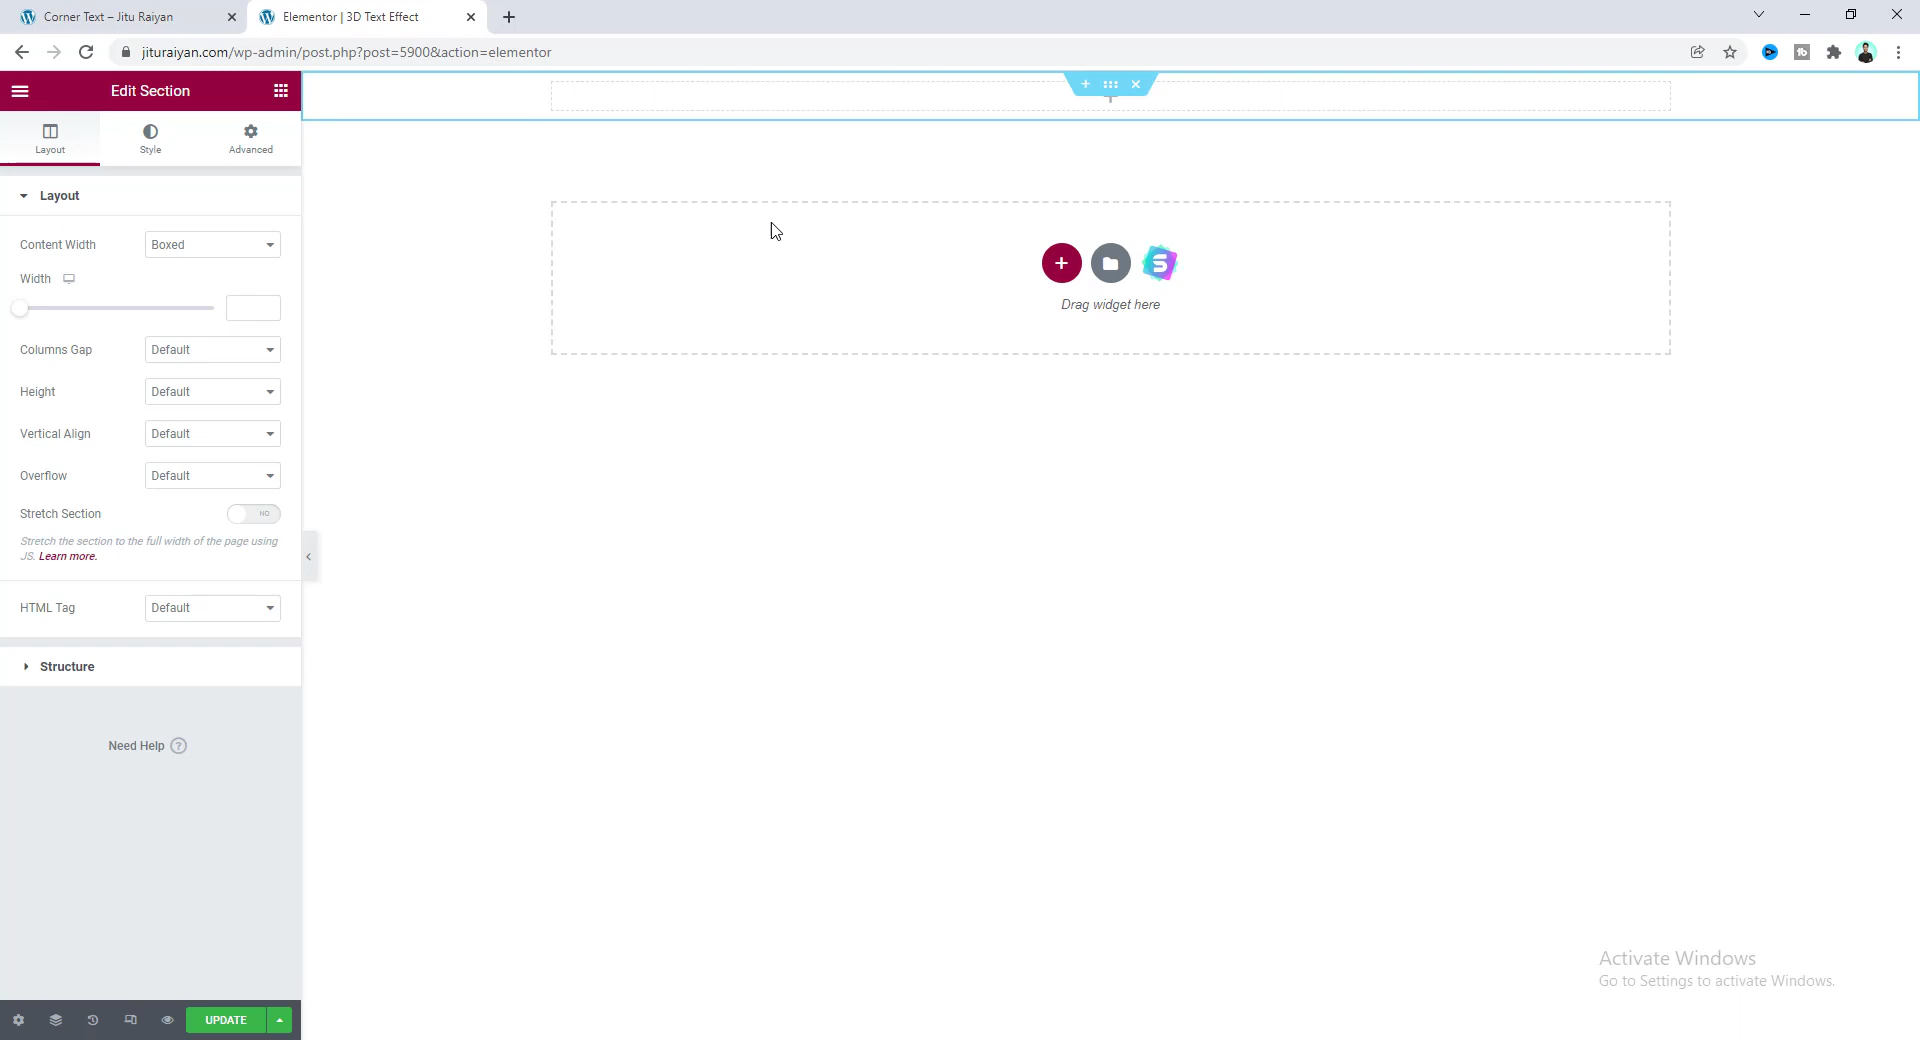 Corner Text – Jitu Raiyan
Elementor | 3D Text Effect
jituraiyan.com/wp-admin/post.php?post=5900&action=elementor
Edit Section
Layout
Style
Advanced
Layout
Content Width
Boxed
Width
Columns Gap
Default
Height
Default
Vertical Align
Default
Overflow
Default
Stretch Section
NO
Stretch the section to the full width of the page using
JS. Learn more.
HTML Tag
Default
Structure
Need Help ?
UPDATE
Drag widget here
Activate Windows
Go to Settings to activate Windows.